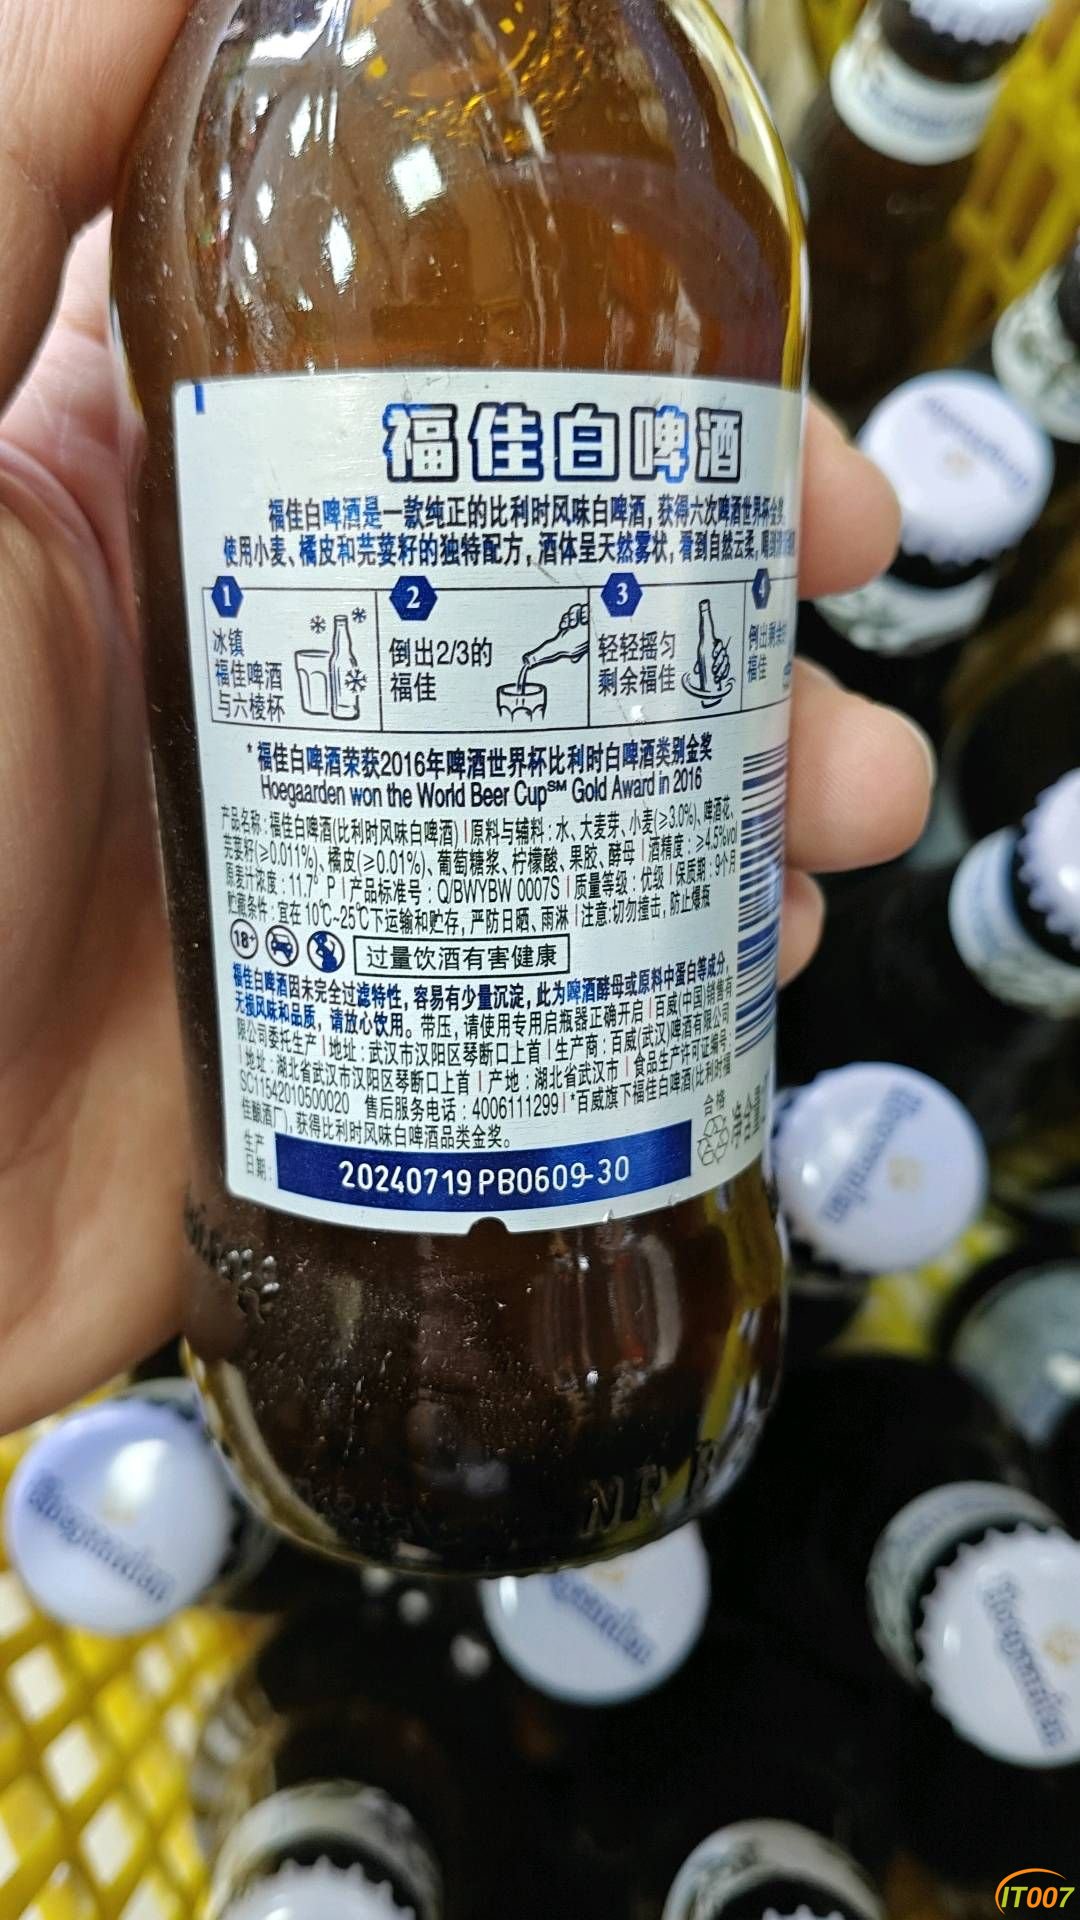 福佳白啤酒
福佳白啤酒是一款纯正的比利时风味白啤酒，获得六次啤酒世界杯金奖
使用小麦、橘皮和芫荽籽的独特配方，酒体呈天然雾状，看到自然云柔，喝到
1
冰镇
福佳啤酒
与六棱杯
2
倒出2/3的
福佳
3
轻轻摇匀
剩余福佳
4
倒出剩余的
福佳
*福佳白啤酒荣获2016年啤酒世界杯比利时白啤酒类别金奖
Hoegaarden won the World Beer Cup℠ Gold Award in 2016
产品名称：福佳白啤酒(比利时风味白啤酒)|原料与辅料：水、大麦芽、小麦(≥3.0%)、啤酒花、
芫荽籽(≥0.011%)、橘皮(≥0.01%)、葡萄糖浆、柠檬酸、果胶、酵母|酒精度：≥4.5%vol
原麦汁浓度：11.7° P|产品标准号：Q/BWYBW 0007S|质量等级：优级|保质期：9个月
贮藏条件：宜在10℃~25℃下运输和贮存，严防日晒、雨淋|注意：切勿撞击，防止爆瓶
18+
过量饮酒有害健康
福佳白啤酒因未完全过滤特性，容易有少量沉淀，此为啤酒酵母或原料中蛋白等成分，
无损风味和品质，请放心饮用。带压，请使用专用启瓶器正确开启|百威(中国)销售有
限公司委托生产|地址：武汉市汉阳区琴断口上首|生产商：百威(武汉)啤酒有限公司
|地址：湖北省武汉市汉阳区琴断口上首|产地：湖北省武汉市|食品生产许可证编号：
SC11542010500020 售后服务电话：4006111299|*百威旗下福佳白啤酒(比利时福
佳酿酒厂)，获得比利时风味白啤酒品类金奖。
生产
日期：
20240719PB0609-30
合格
净含量
Hoegaarden
Hoegaarden
Hoegaarden
IT007